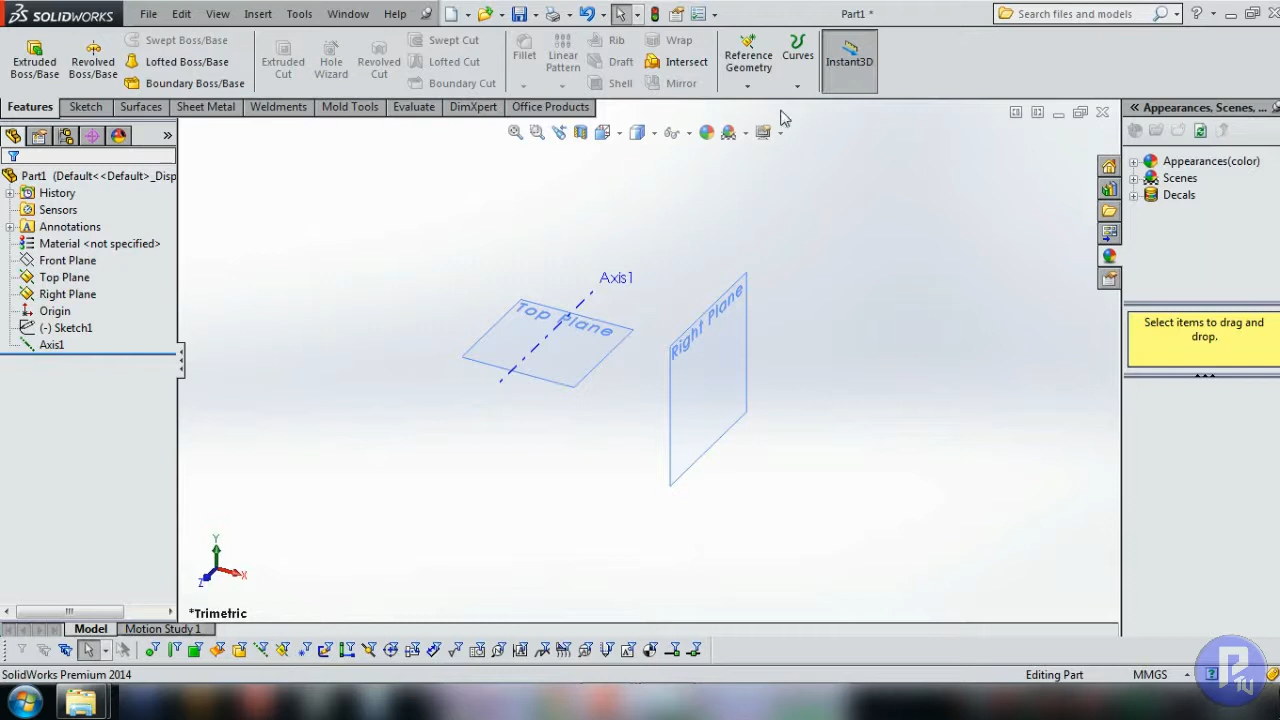 SOLIDWORKS File Edit View Insert Tools Window Help Part1 * Search files and models
Extruded Boss/Base
Revolved Boss/Base
Swept Boss/Base
Lofted Boss/Base
Boundary Boss/Base
Extruded Cut
Hole Wizard
Revolved Cut
Swept Cut
Lofted Cut
Boundary Cut
Fillet
Linear Pattern
Rib
Draft
Shell
Wrap
Intersect
Mirror
Reference Geometry
Curves
Instant3D
Features Sketch Surfaces Sheet Metal Weldments Mold Tools Evaluate DimXpert Office Products
Part1 (Default<<Default>_Disp
History
Sensors
Annotations
Material <not specified>
Front Plane
Top Plane
Right Plane
Origin
(-) Sketch1
Axis1
Axis1
Top Plane
Right Plane
Y
Z
X
*Trimetric
Appearances, Scenes, ...
Appearances(color)
Scenes
Decals
Select items to drag and
drop.
Model Motion Study 1
SolidWorks Premium 2014 Editing Part MMGS